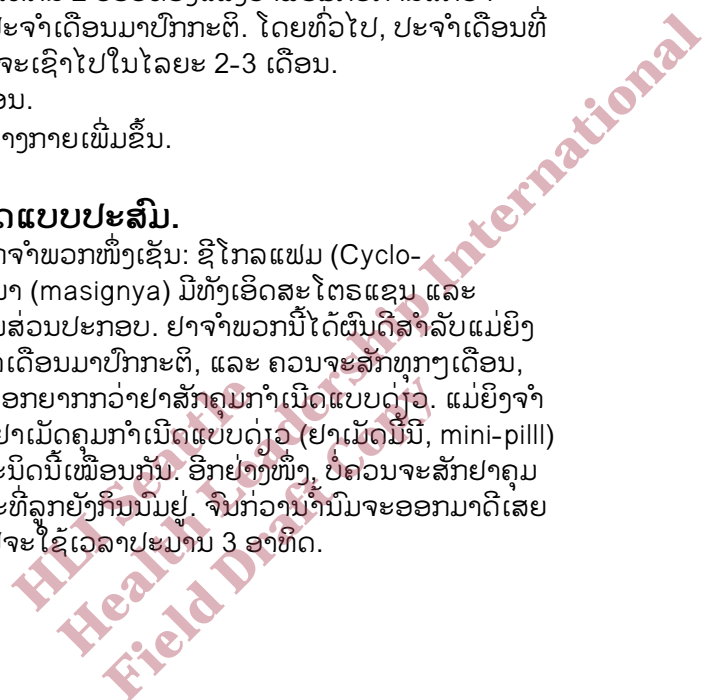 ປະຈຳເດືອນມາປົກກະຕິ. ໂດຍທົ່ວໄປ, ປະຈຳເດືອນທີ່
ຈະເຊົາໄປໃນໄລຍະ 2-3 ເດືອນ.
ອນ.
າງກາຍເພີ່ມຂຶ້ນ.
ດແບບປະສົມ.
ຈຳພວກໜຶ່ງເຊັ່ນ: ຊີໂກລແຟມ (Cyclo-
ມາ (masignya) ມີທັງເອິດສະໂຕຣແຊນ ແລະ
ນສ່ວນປະກອບ. ຢາຈຳພວກນີ້ໄດ້ຜົນດີສຳລັບແມ່ຍິງ
ເດືອນມາປົກກະຕິ, ແລະ ຄວນຈະສັກທຸກໆເດືອນ,
ອກຍາກກວ່າຢາສັກຄຸມກຳເນີດແບບດ່ຽວ. ແມ່ຍິງຈຳ
ຢາເມັດຄຸມກຳເນີດແບບດ່ຽວ (ຢາເມັດມີນີ, mini-pilll)
ະນິດນີ້ເໝືອນກັນ. ອີກຢ່າງໜຶ່ງ, ບໍ່ຄວນຈະສັກຢາຄຸມ
ະທີ່ລູກຍັງກິນນົມຢູ່. ຈົນກ່ວານ້ຳນົມຈະອອກມາດີເສຍ
ປຈະໃຊ້ເວລາປະມານ 3 ອາທິດ.
HLI Seattle
Health Leadership International
Field Draft Copy